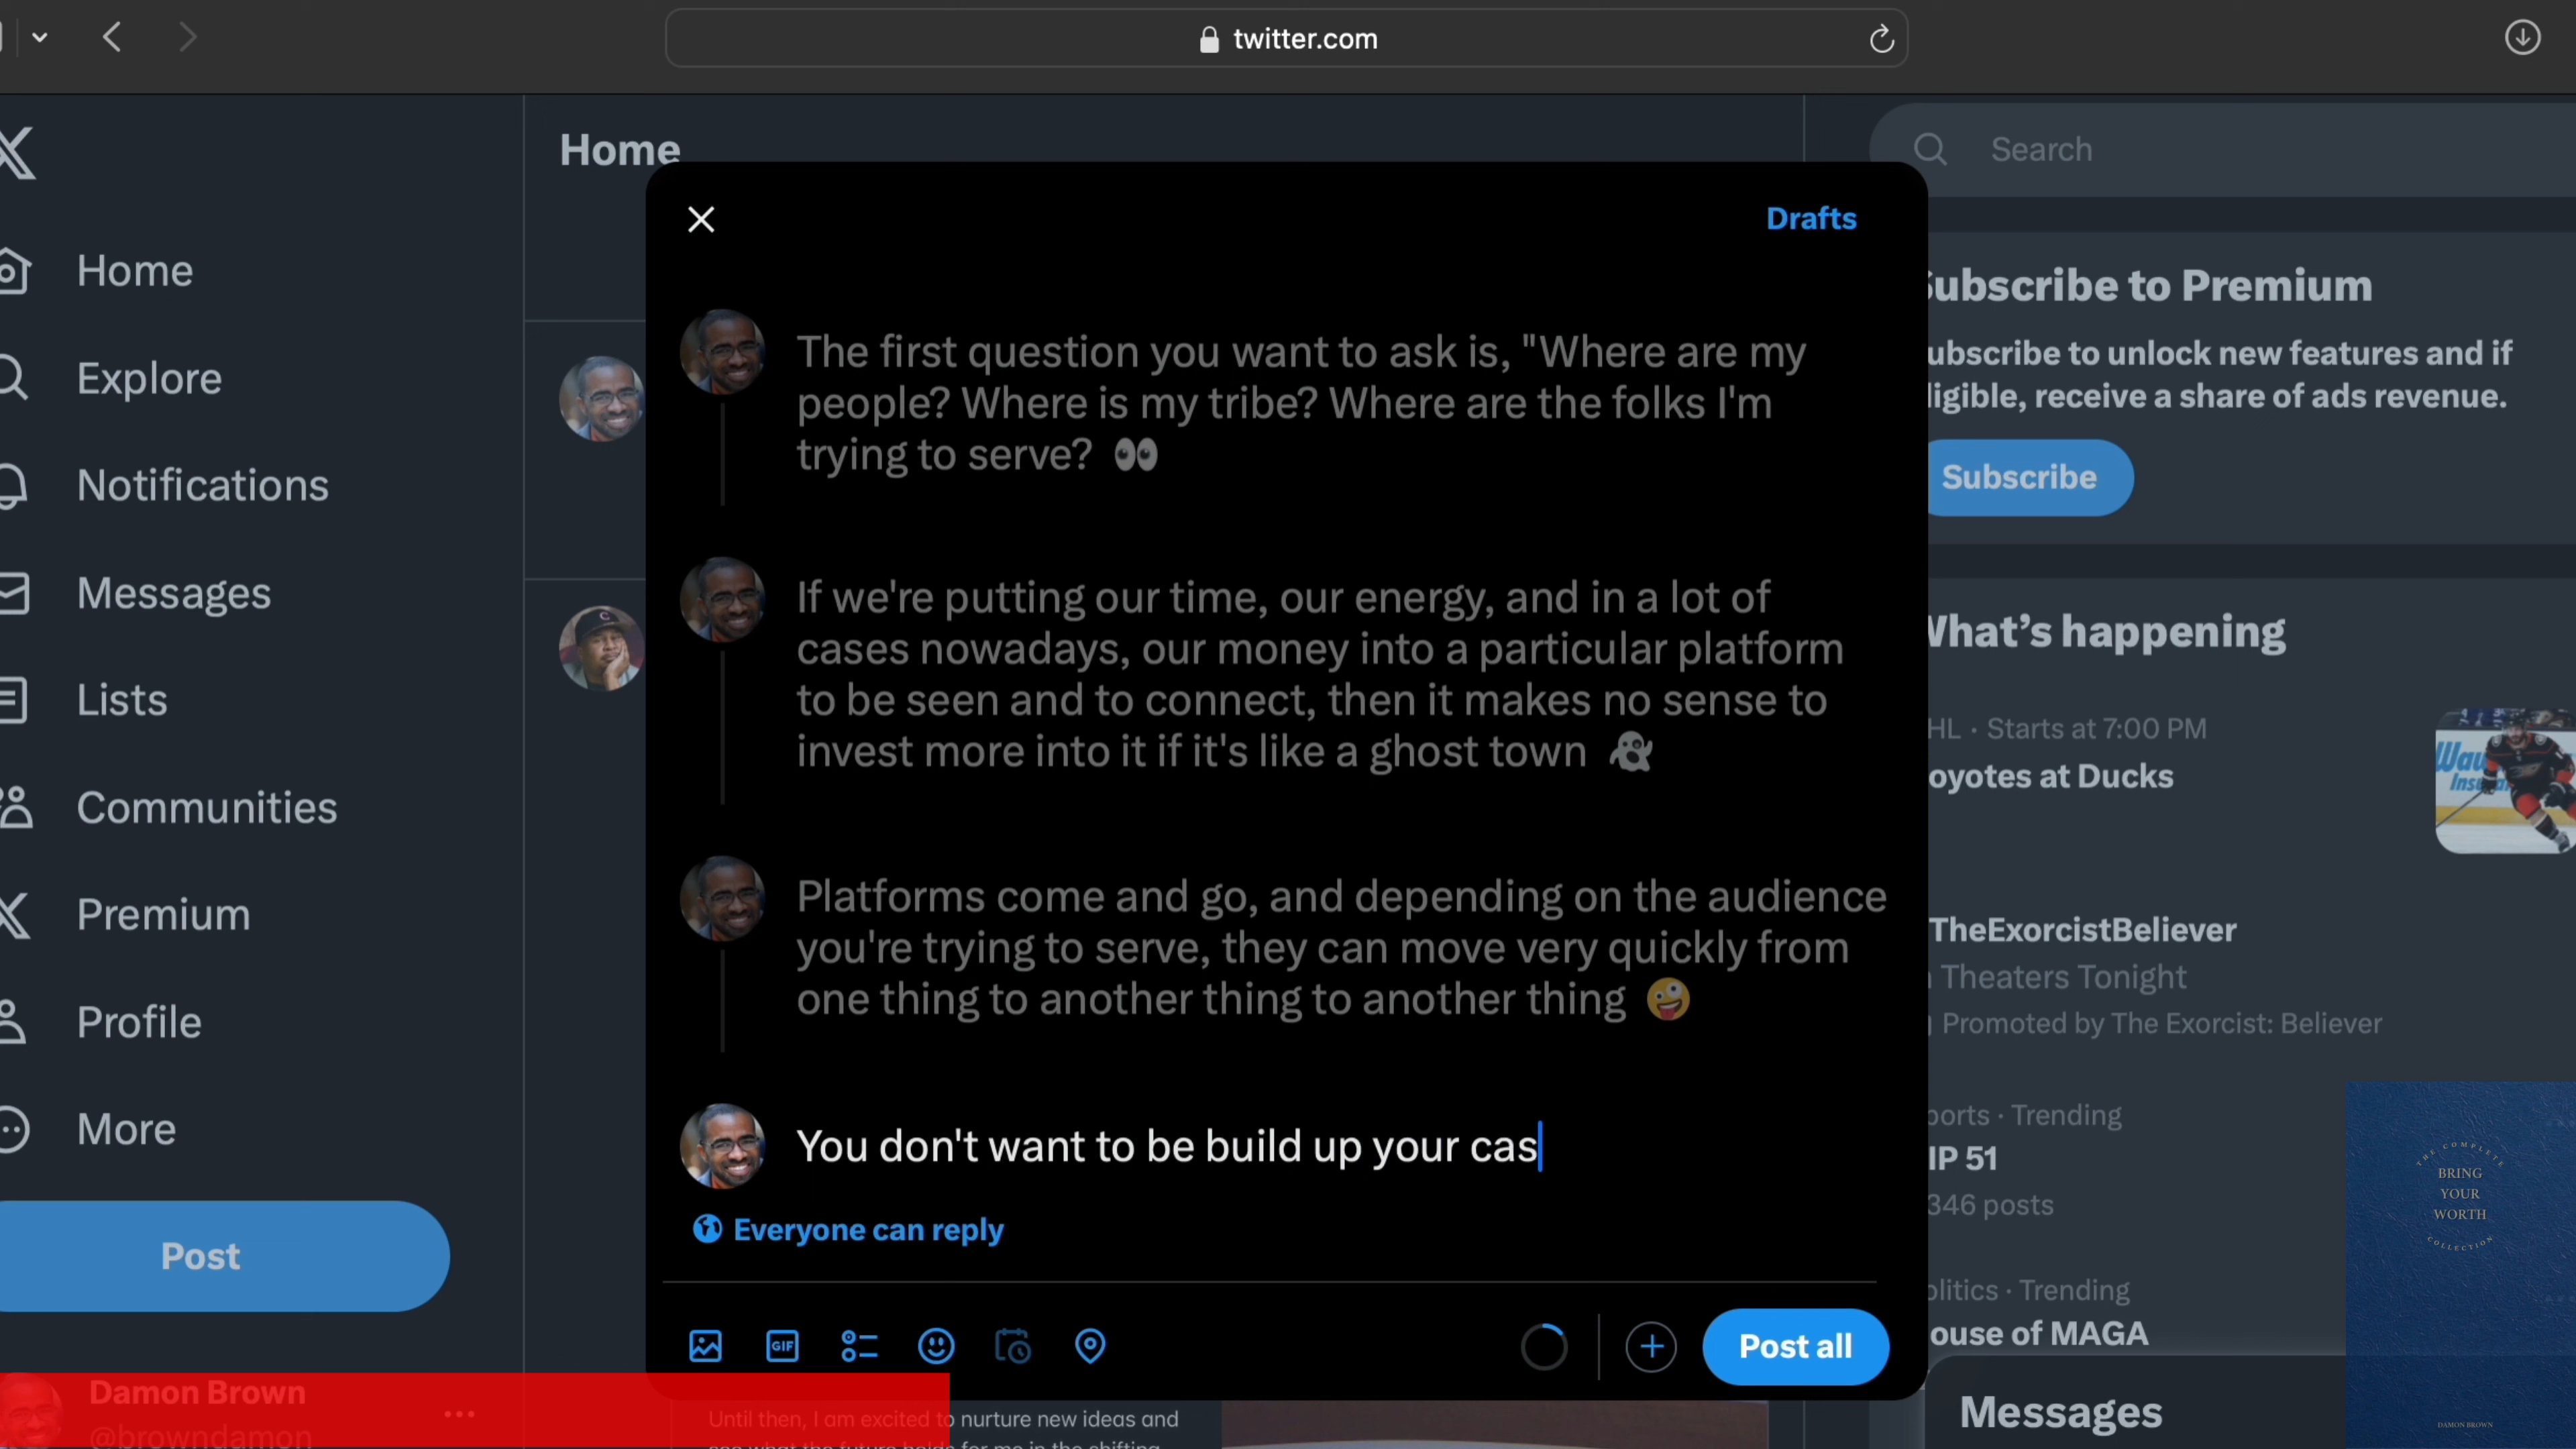 twitter.com
Home
Search
Home
Explore
Notifications
Messages
Lists
Communities
Premium
Profile
More
Post
Damon Brown
@browndamon
Drafts
The first question you want to ask is, "Where are my
people? Where is my tribe? Where are the folks I'm
trying to serve? 👀
If we're putting our time, our energy, and in a lot of
cases nowadays, our money into a particular platform
to be seen and to connect, then it makes no sense to
invest more into it if it's like a ghost town 👻
Platforms come and go, and depending on the audience
you're trying to serve, they can move very quickly from
one thing to another thing to another thing 🤪
You don't want to be build up your cas
Everyone can reply
GIF
Post all
Until then, I am excited to nurture new ideas and
ubscribe to Premium
ubscribe to unlock new features and if
ligible, receive a share of ads revenue.
Subscribe
What's happening
HL · Starts at 7:00 PM
oyotes at Ducks
TheExorcistBeliever
Theaters Tonight
Promoted by The Exorcist: Believer
orts · Trending
IP 51
346 posts
olitics · Trending
ouse of MAGA
Messages
THE COMPLETE
BRING
YOUR
WORTH
COLLECTION
DAMON BROWN